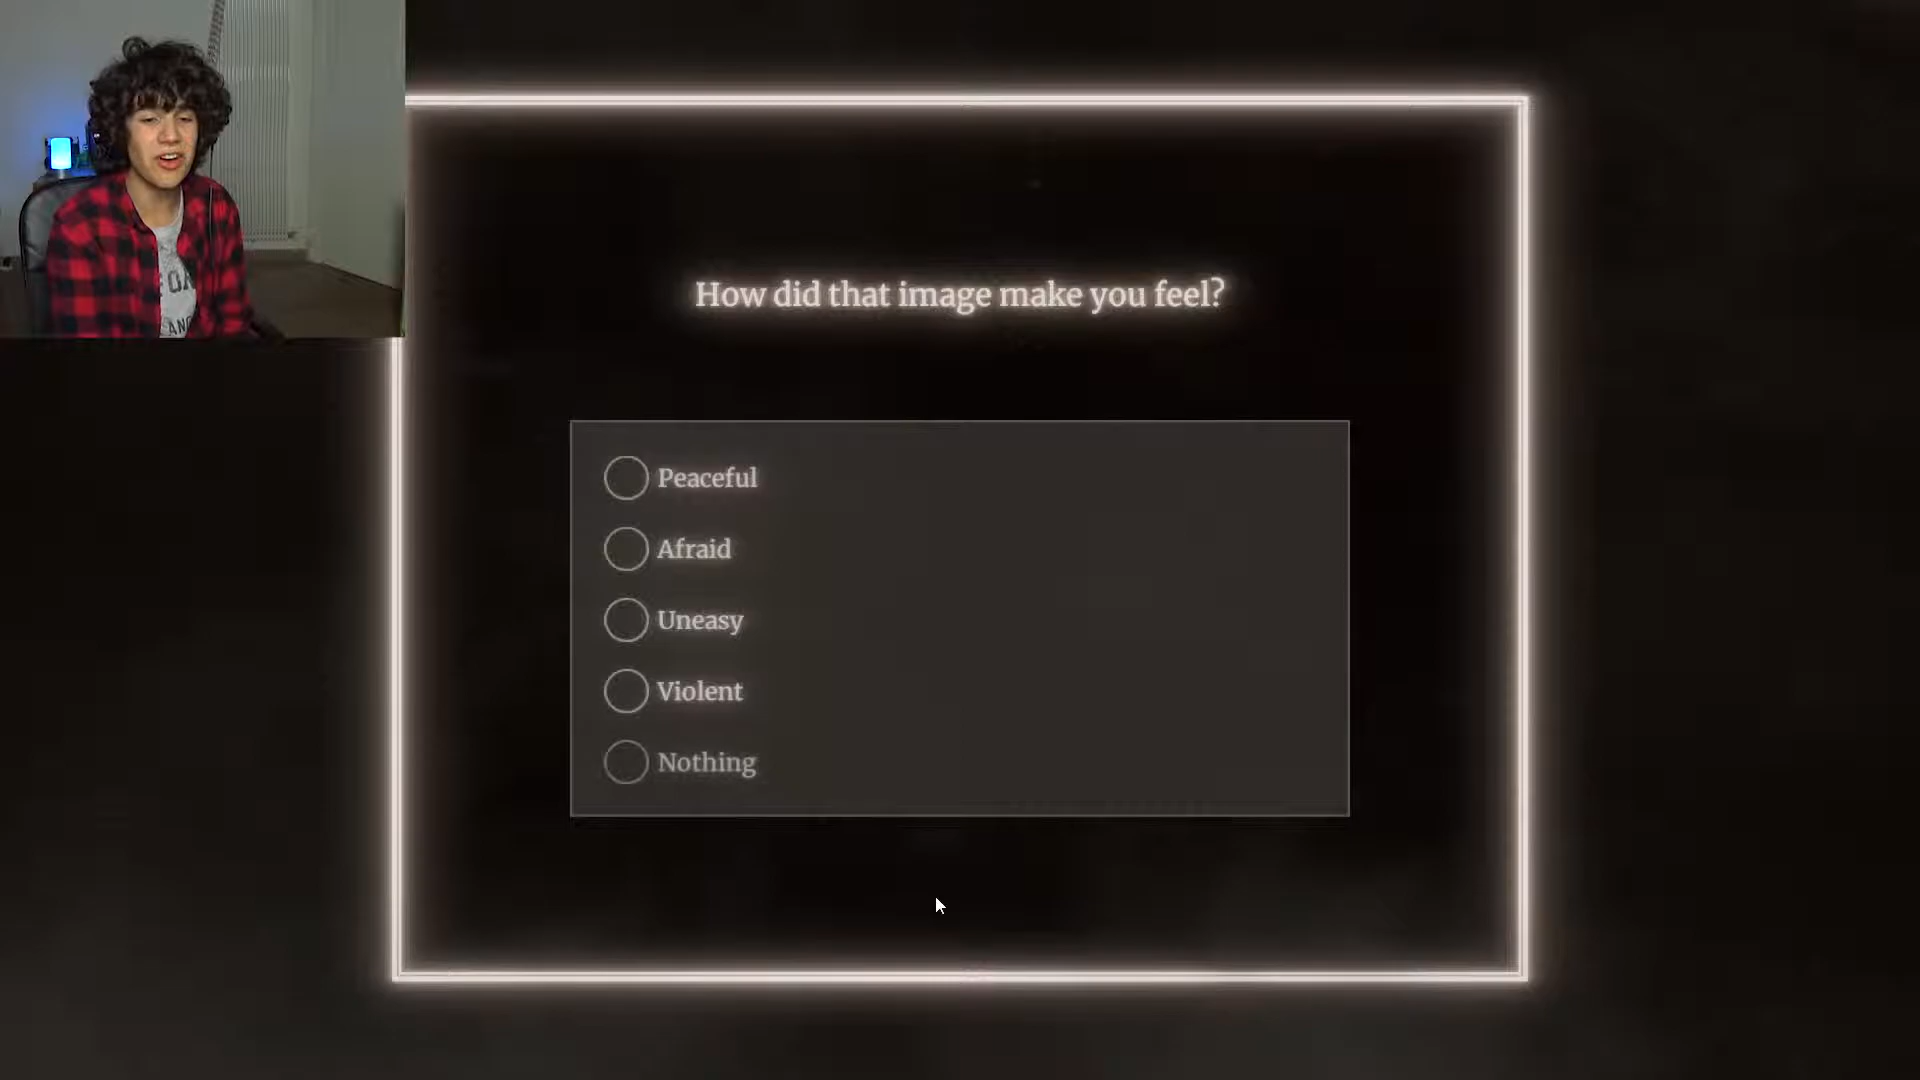 How did that image make you feel?
Peaceful
Afraid
Uneasy
Violent
Nothing